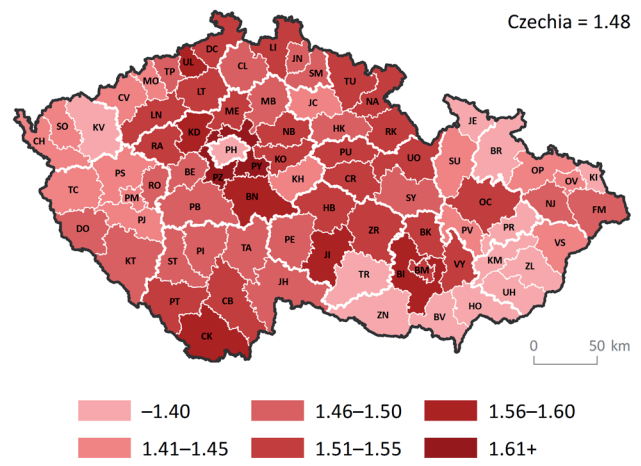 Czechia = 1.48
DC
LI
UL
TP
CL
JN
SM
MO
TU
CV
LT
MB
JC
NA
JE
SO
KV
LN
ME
HK
RK
CH
RA
KD
PH
NB
BR
PY
KO
PU
UO
SU
OP
KI
PS
RO
BE
PZ
KH
CR
OV
TC
PM
BN
SY
OC
NJ
FM
PJ
PB
HB
DO
PV
PR
ZR
BK
PE
VS
KT
ST
PI
TA
JI
KM
ZL
TR
BI
BM
VY
JH
UH
PT
CB
HO
ZN
BV
CK
0 50 km
–1.40 1.46–1.50 1.56–1.60
1.41–1.45 1.51–1.55 1.61+